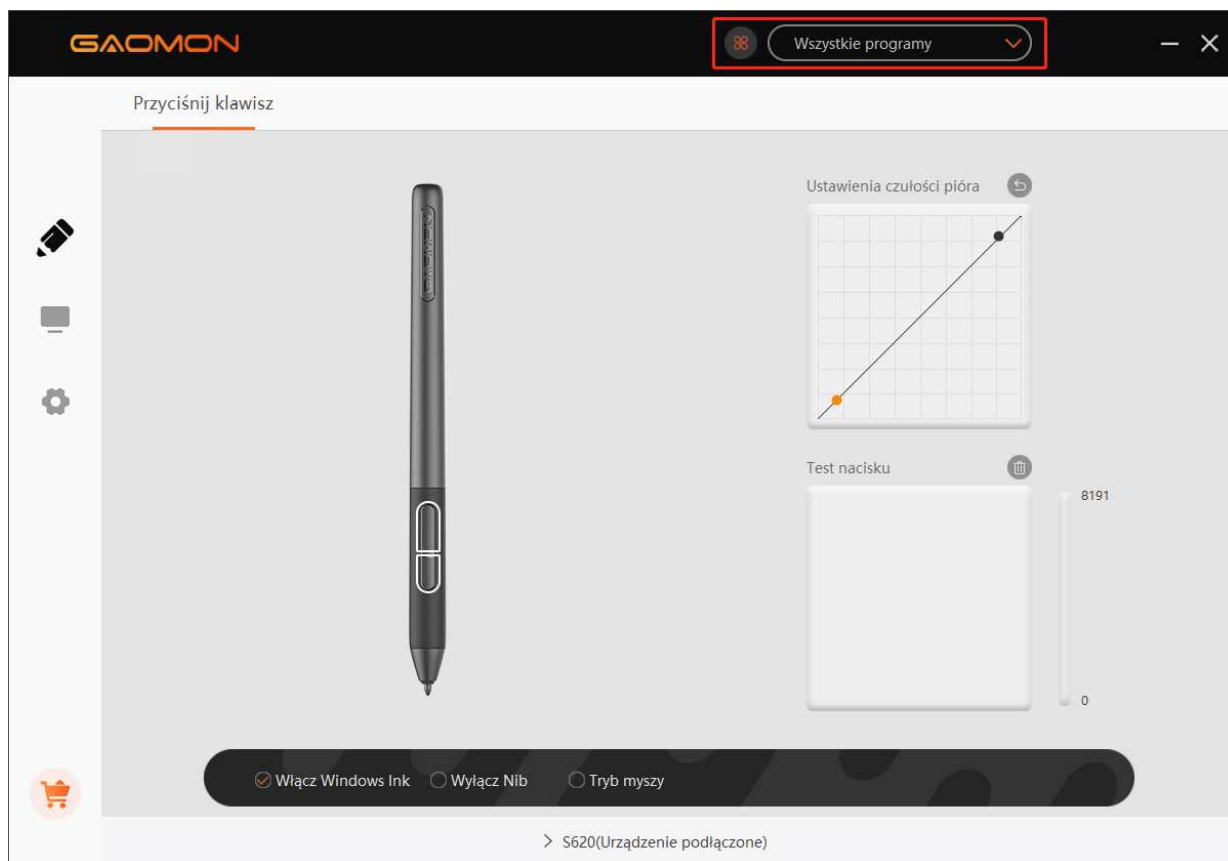 GAOMON
Wszystkie programy
Przyciśnij klawisz
Ustawienia czułości pióra
Test nacisku
8191
0
Włącz Windows Ink
Wyłącz Nib
Tryb myszy
S620(Urządzenie podłączone)